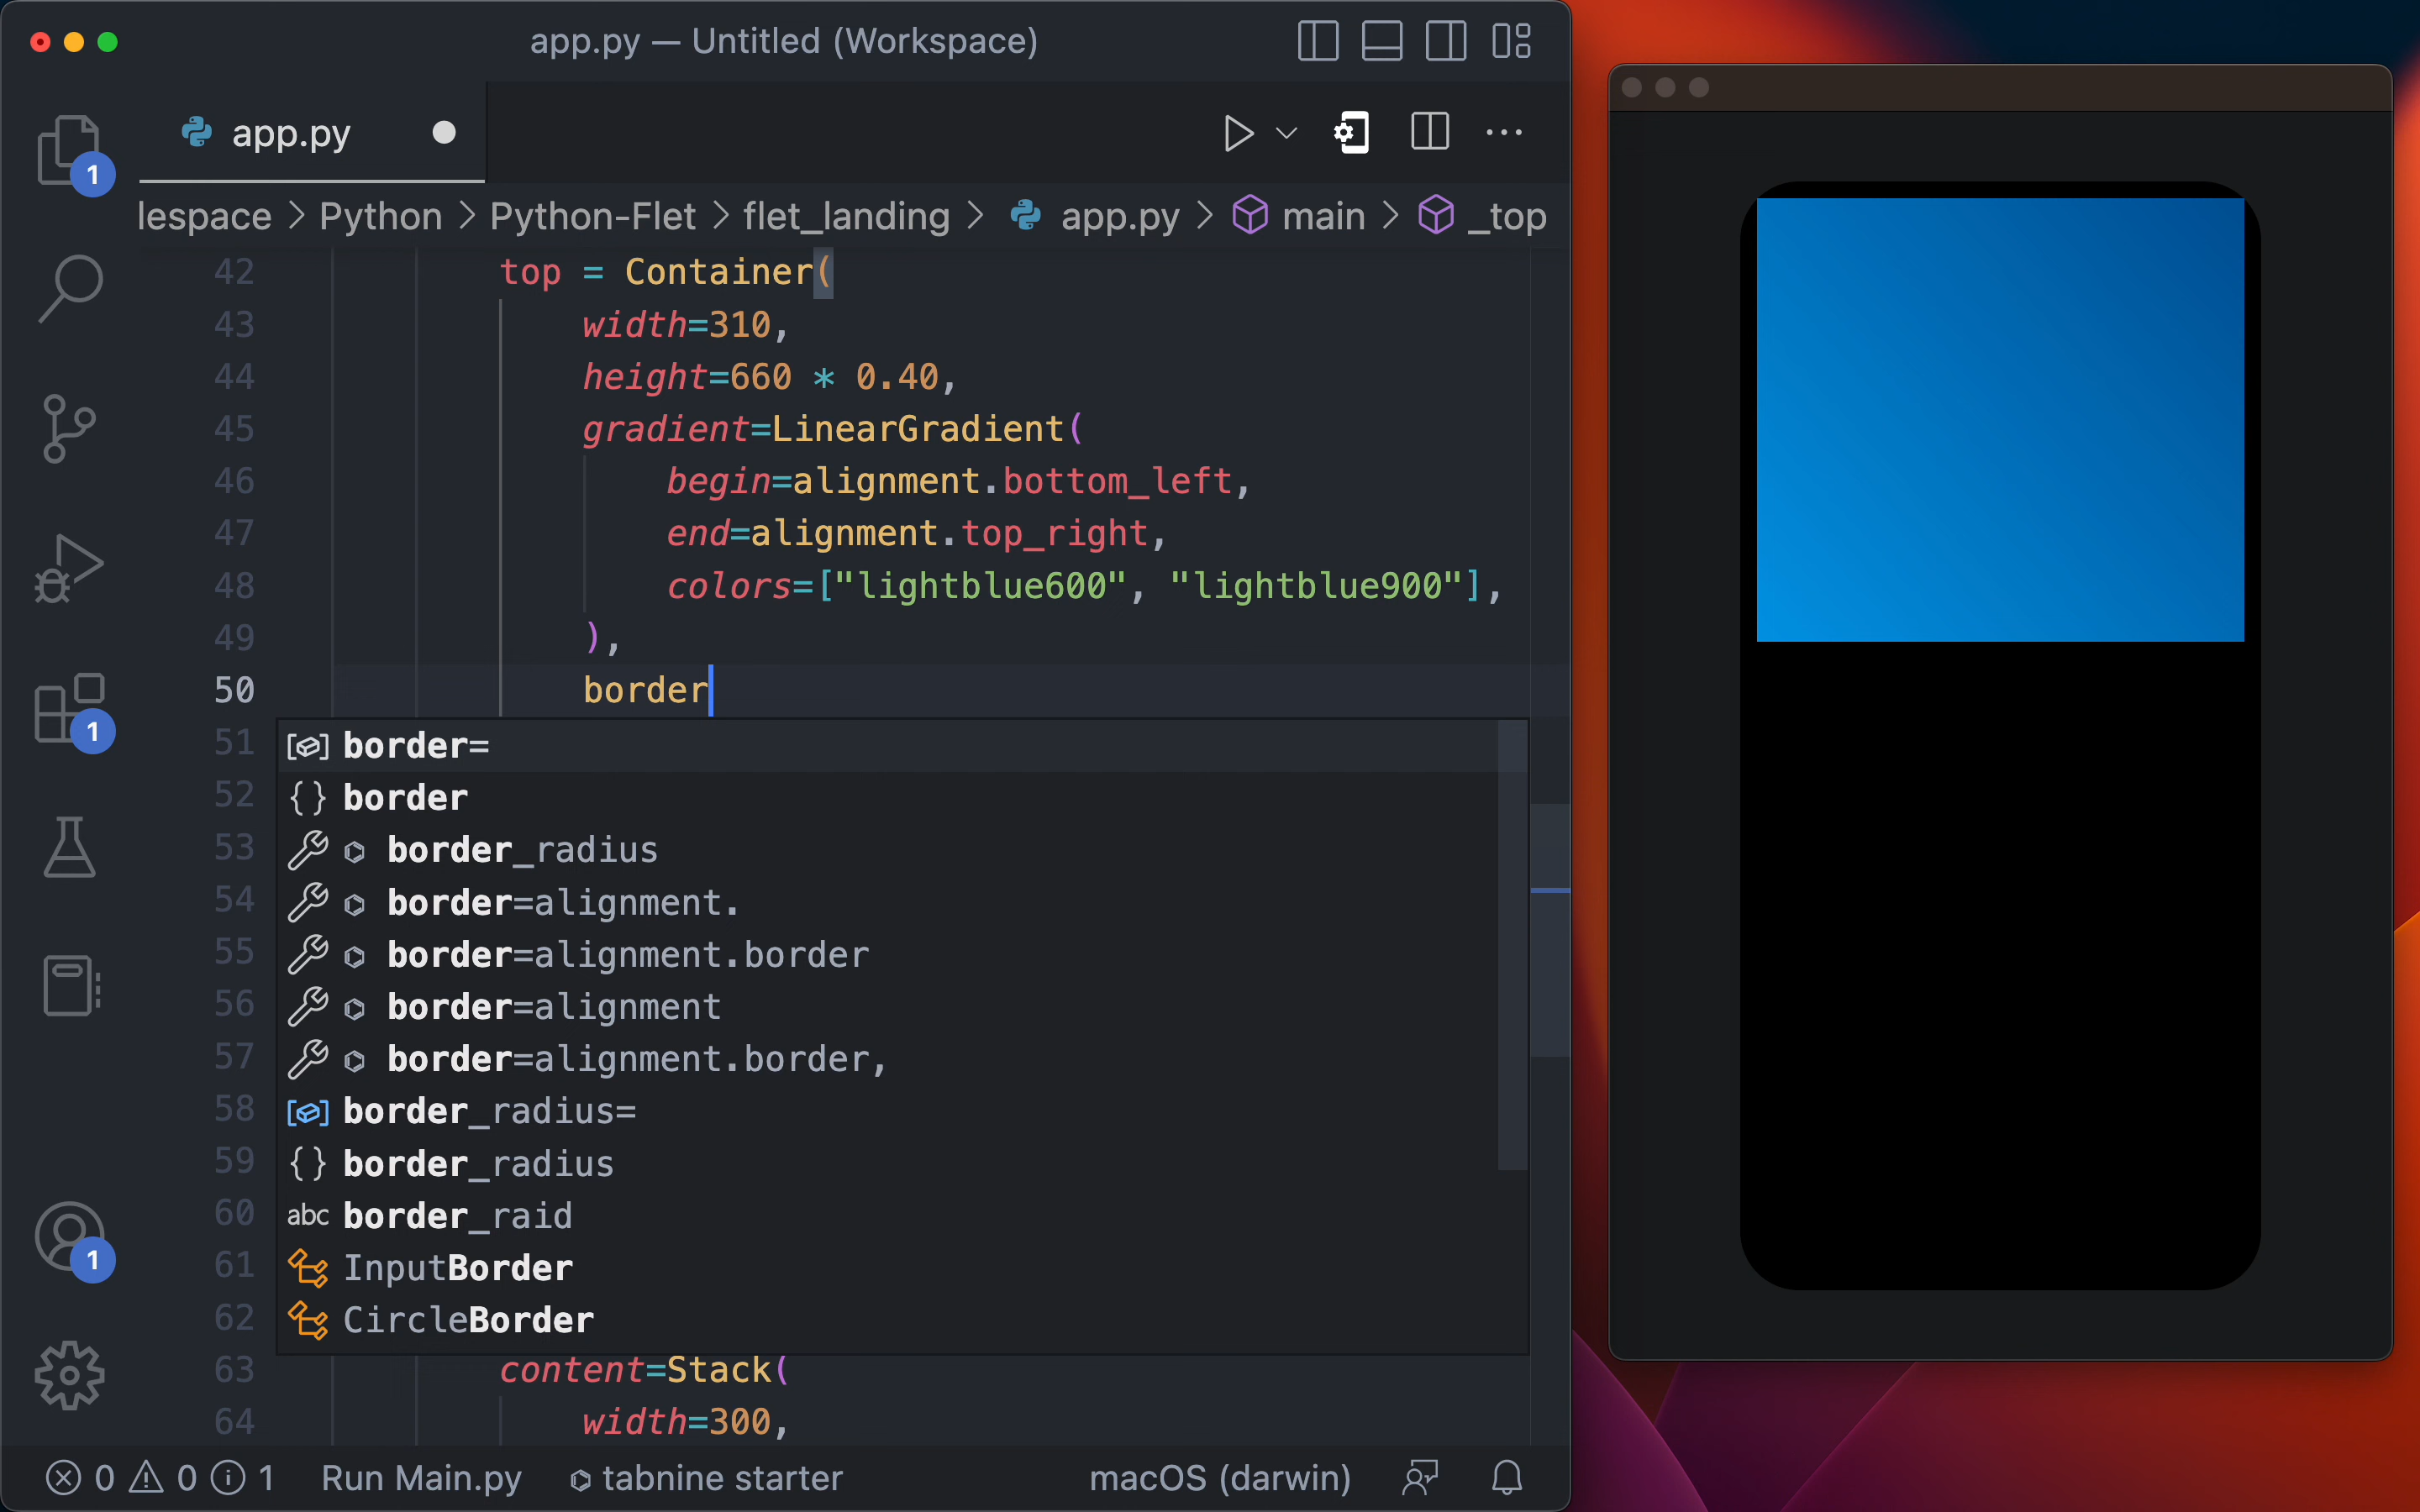 app.py — Untitled (Workspace)
app.py
lespace > Python > Python-Flet > flet_landing > app.py > main > _top
42 top = Container(
43 width=310,
44 height=660 * 0.40,
45 gradient=LinearGradient(
46 begin=alignment.bottom_left,
47 end=alignment.top_right,
48 colors=["lightblue600", "lightblue900"],
49 ),
50 border
51 border=
52 border
53 border_radius
54 border=alignment.
55 border=alignment.border
56 border=alignment
57 border=alignment.border,
58 border_radius=
59 border_radius
60 abc border_raid
61 InputBorder
62 CircleBorder
63 content=Stack(
64 width=300,
1
1
1
0 0 1 Run Main.py tabnine starter macOS (darwin)